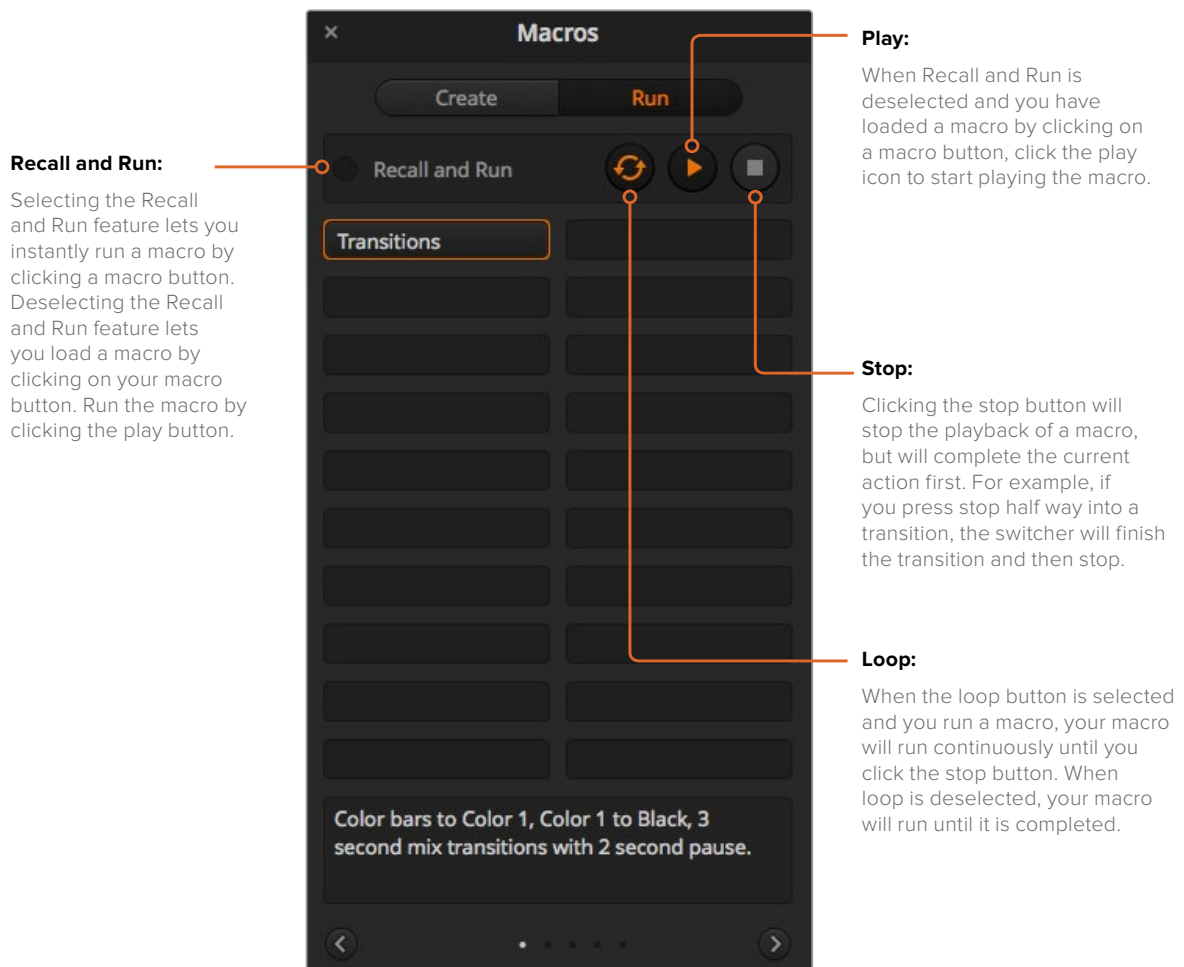 × Macros
Create Run
Recall and Run
Transitions
Color bars to Color 1, Color 1 to Black, 3
second mix transitions with 2 second pause.
Recall and Run:
Selecting the Recall
and Run feature lets you
instantly run a macro by
clicking a macro button.
Deselecting the Recall
and Run feature lets
you load a macro by
clicking on your macro
button. Run the macro by
clicking the play button.
Play:
When Recall and Run is
deselected and you have
loaded a macro by clicking on
a macro button, click the play
icon to start playing the macro.
Stop:
Clicking the stop button will
stop the playback of a macro,
but will complete the current
action first. For example, if
you press stop half way into a
transition, the switcher will finish
the transition and then stop.
Loop:
When the loop button is selected
and you run a macro, your macro
will run continuously until you
click the stop button. When
loop is deselected, your macro
will run until it is completed.